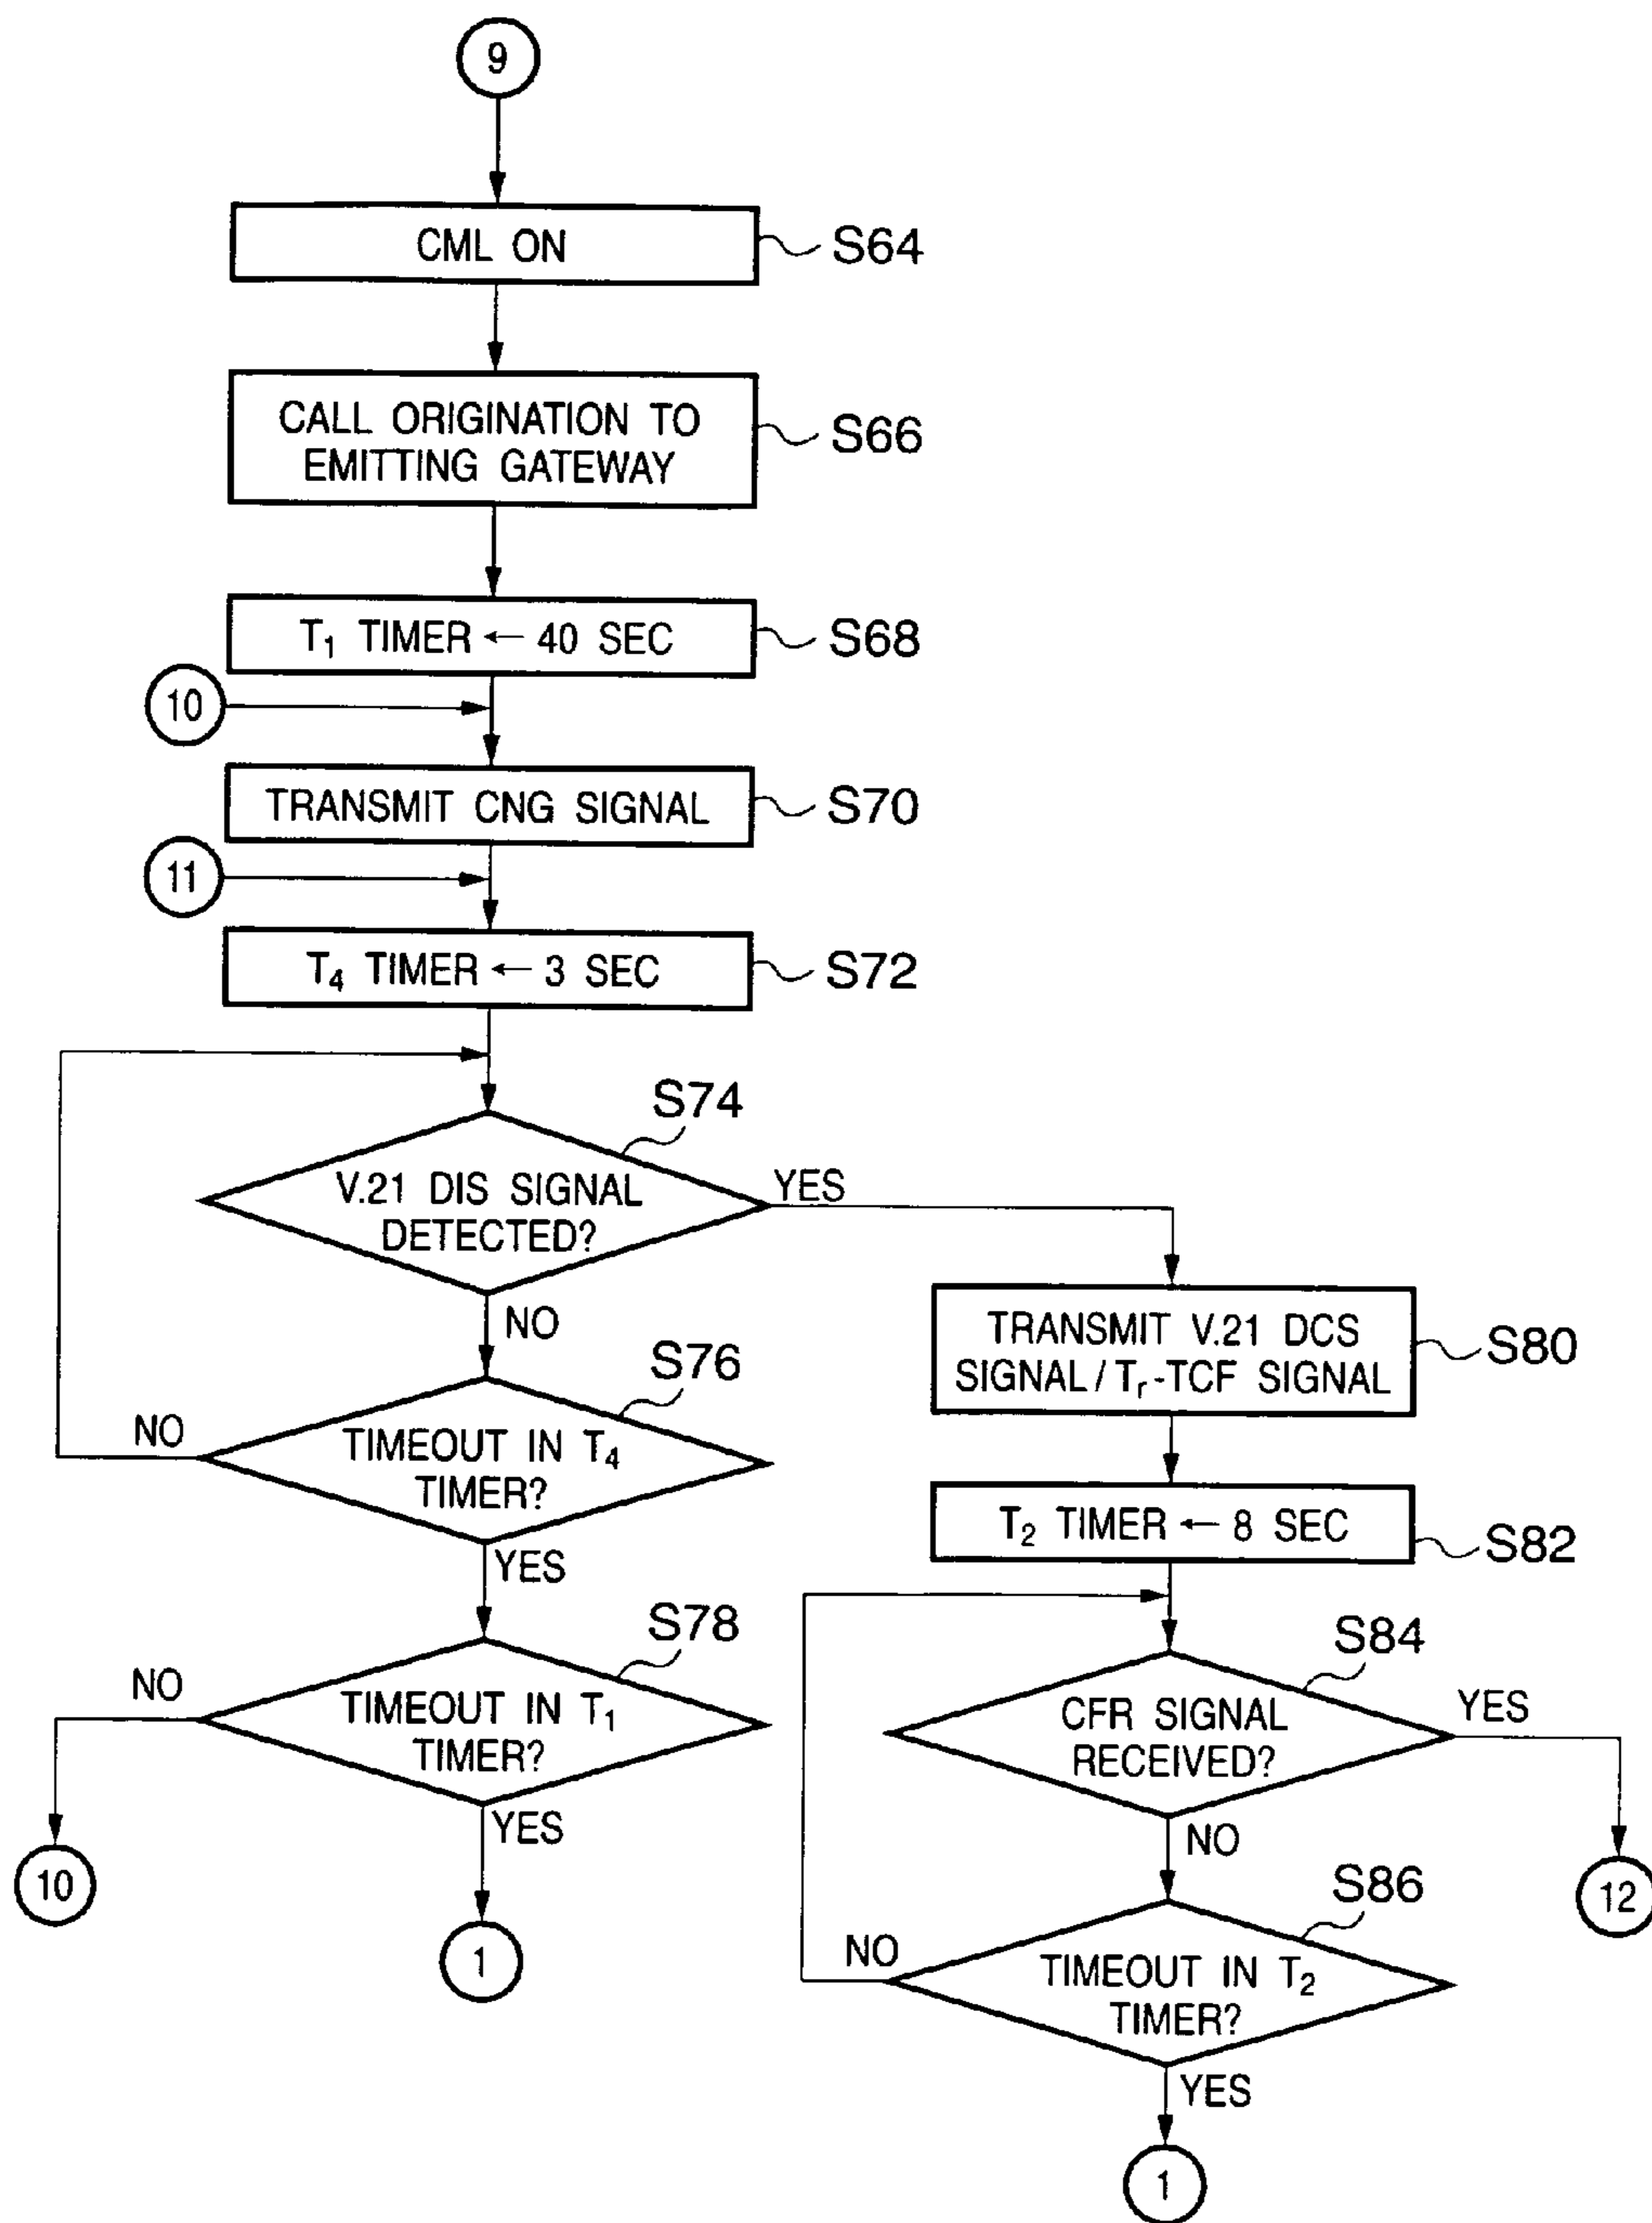 9
CML ON
S64
CALL ORIGINATION TO
EMITTING GATEWAY
S66
T₁ TIMER ← 40 SEC
S68
10
TRANSMIT CNG SIGNAL
S70
11
T₄ TIMER ← 3 SEC
S72
S74
V.21 DIS SIGNAL
DETECTED?
YES
NO
S76
TIMEOUT IN T₄
TIMER?
NO
YES
S78
TIMEOUT IN T₁
TIMER?
NO
YES
10
1
TRANSMIT V.21 DCS
SIGNAL / Tᵣ-TCF SIGNAL
S80
T₂ TIMER ← 8 SEC
S82
S84
CFR SIGNAL
RECEIVED?
YES
NO
12
S86
TIMEOUT IN T₂
TIMER?
NO
YES
1